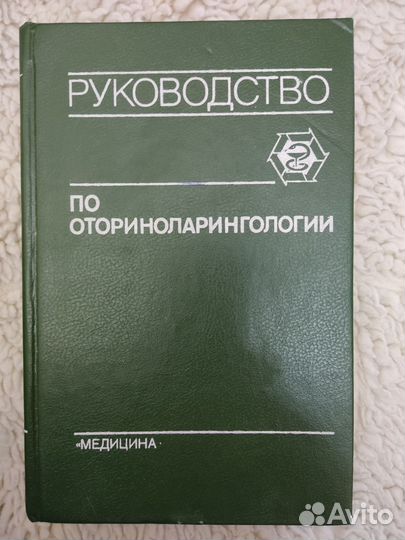 РУКОВОДСТВО
ПО
ОТОРИНОЛАРИНГОЛОГИИ
«МЕДИЦИНА·
Avito